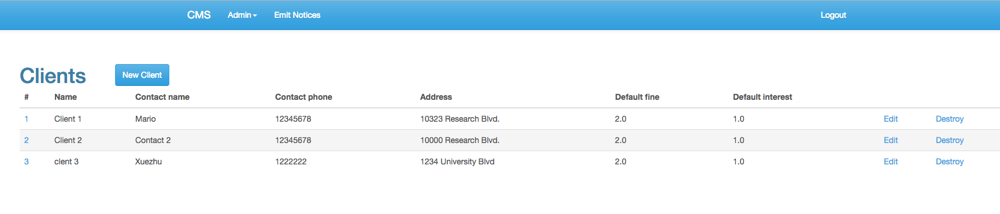 CMS Admin Emit Notices Logout
Clients New Client
# Name Contact name Contact phone Address Default fine Default interest
1 Client 1 Mario 12345678 10323 Research Blvd. 2.0 1.0 Edit Destroy
2 Client 2 Contact 2 12345678 10000 Research Blvd. 2.0 1.0 Edit Destroy
3 clent 3 Xuezhu 1222222 1234 University Blvd 2.0 1.0 Edit Destroy